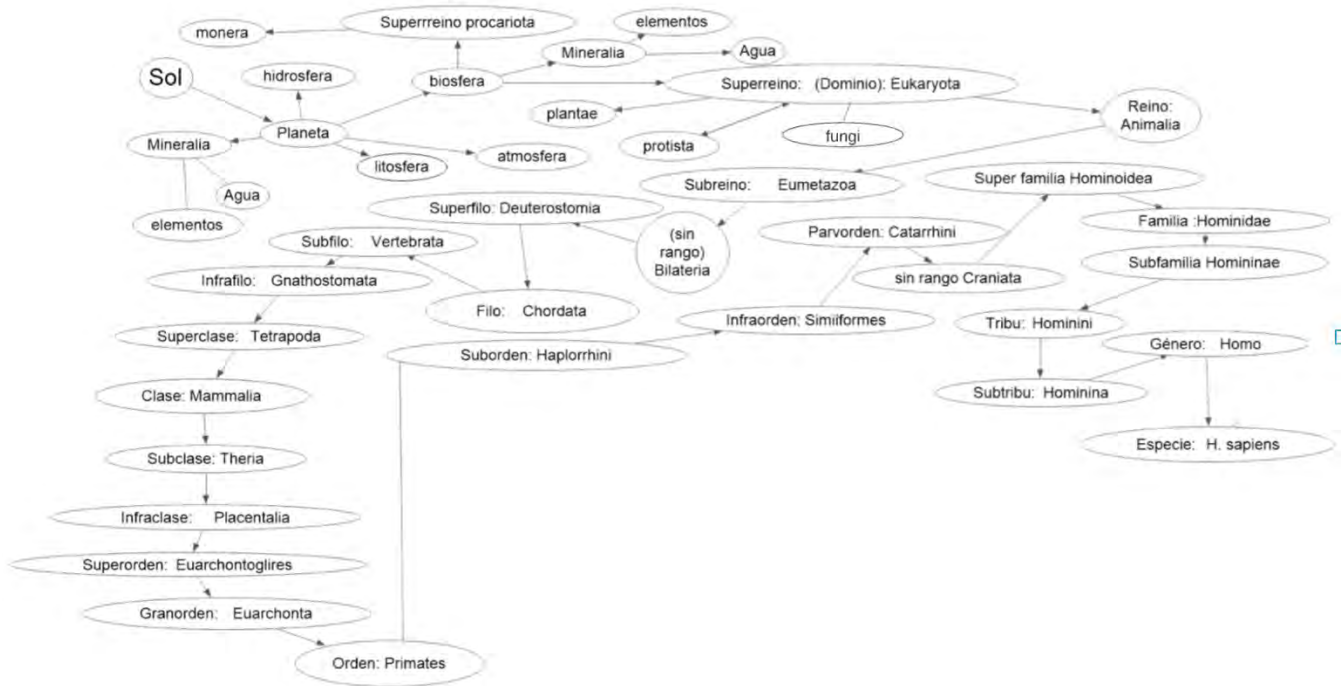 elementos
Superrreino procariota
monera
Mineralia
Agua
Sol
hidrosfera
biosfera
Superreino: (Dominio): Eukaryota
plantae
Reino:
Animalia
Planeta
fungi
Mineralia
protista
atmosfera
litosfera
Super familia Hominoidea
Subreino: Eumetazoa
Agua
Superfilo: Deuterostomia
elementos
Familia :Hominidae
(sin
rango)
Bilateria
Parvorden: Catarrhini
Subfilo: Vertebrata
Subfamilia Homininae
sin rango Craniata
Infrafilo: Gnathostomata
Filo: Chordata
Infraorden: Simiiformes
Tribu: Hominini
Superclase: Tetrapoda
Género: Homo
Suborden: Haplorrhini
Clase: Mammalia
Subtribu: Hominina
Especie: H. sapiens
Subclase: Theria
Infraclase: Placentalia
Superorden: Euarchontoglires
Granorden: Euarchonta
Orden: Primates